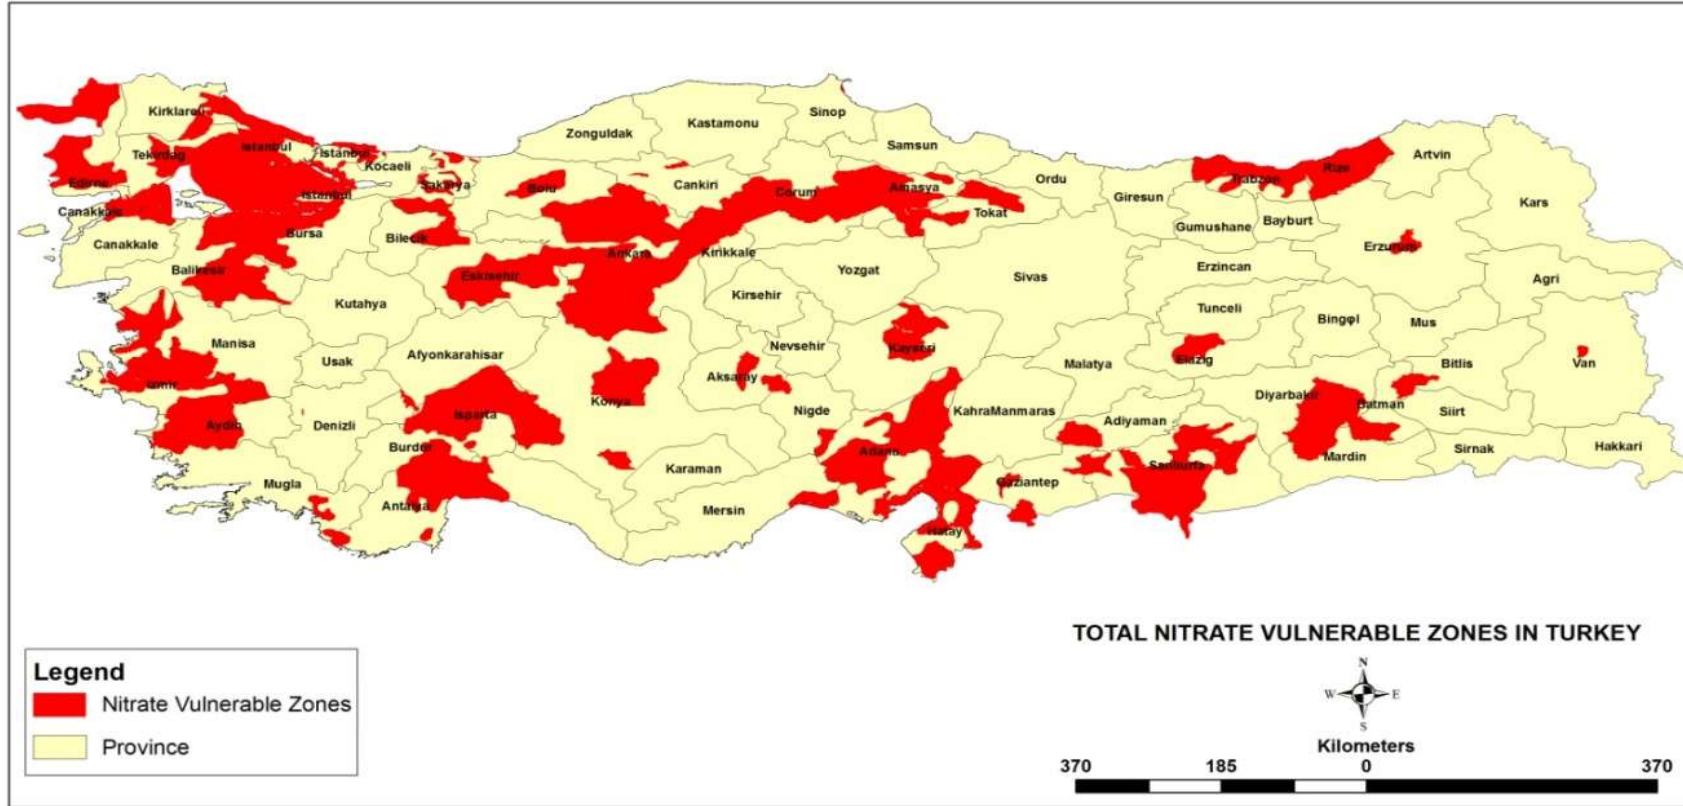 Kirklareli
Tekirdag
Edirne
Istanbul
Istanbul
Kocaeli
Istanbul
Sakarya
Canakkale
Canakkale
Bursa
Bilecik
Balikesir
Bolu
Zonguldak
Kastamonu
Sinop
Samsun
Cankiri
Corum
Amasya
Tokat
Ordu
Giresun
Trabzon
Rize
Artvin
Gumushane
Bayburt
Kars
Erzurum
Erzincan
Agri
Eskisehir
Ankara
Kirikkale
Yozgat
Sivas
Kutahya
Kirsehir
Tunceli
Bingφl
Mus
Manisa
Usak
Afyonkarahisar
Nevsehir
Kayseri
Malatya
Elazig
Bitlis
Van
Izmir
Aksaray
Konya
Nigde
KahraManmaras
Adiyaman
Diyarbakir
Batman
Siirt
Aydin
Denizli
Isparta
Burdur
Adana
Sanliurfa
Mardin
Sirnak
Hakkari
Mugla
Antalya
Karaman
Mersin
Gaziantep
Hatay
TOTAL NITRATE VULNERABLE ZONES IN TURKEY
N
W E
S
Kilometers
370 185 0 370
Legend
Nitrate Vulnerable Zones
Province